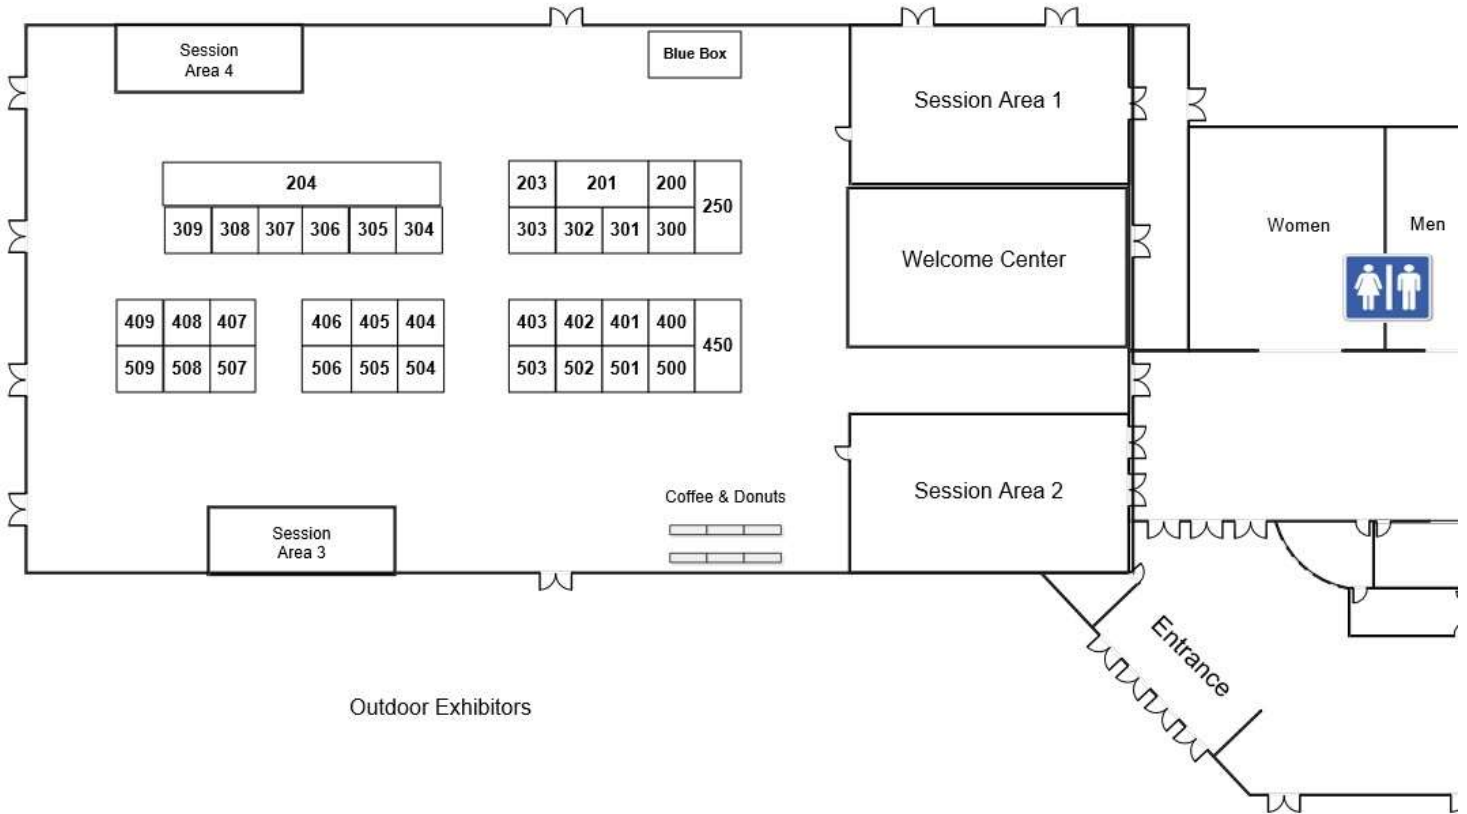 Session
Area 4
Blue Box
Session Area 1
204
203 201 200
250
309 308 307 306 305 304
303 302 301 300
Women
Men
Welcome Center
409 408 407
406 405 404
403 402 401 400
450
509 508 507
506 505 504
503 502 501 500
Coffee & Donuts
Session Area 2
Session
Area 3
Entrance
Outdoor Exhibitors